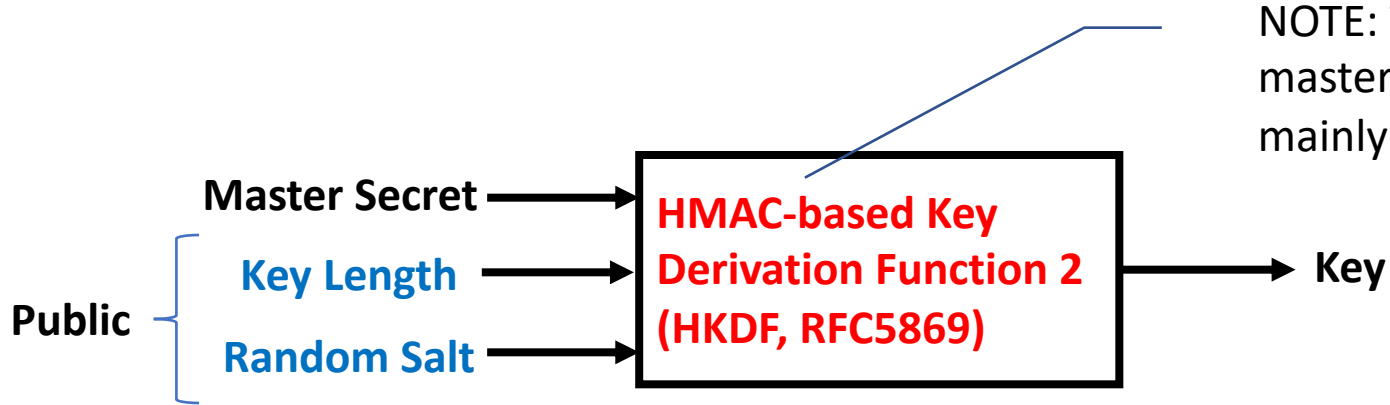 NOTE:
master
mainly
Master Secret
Key Length
Random Salt
Public
HMAC-based Key
Derivation Function 2
(HKDF, RFC5869)
Key